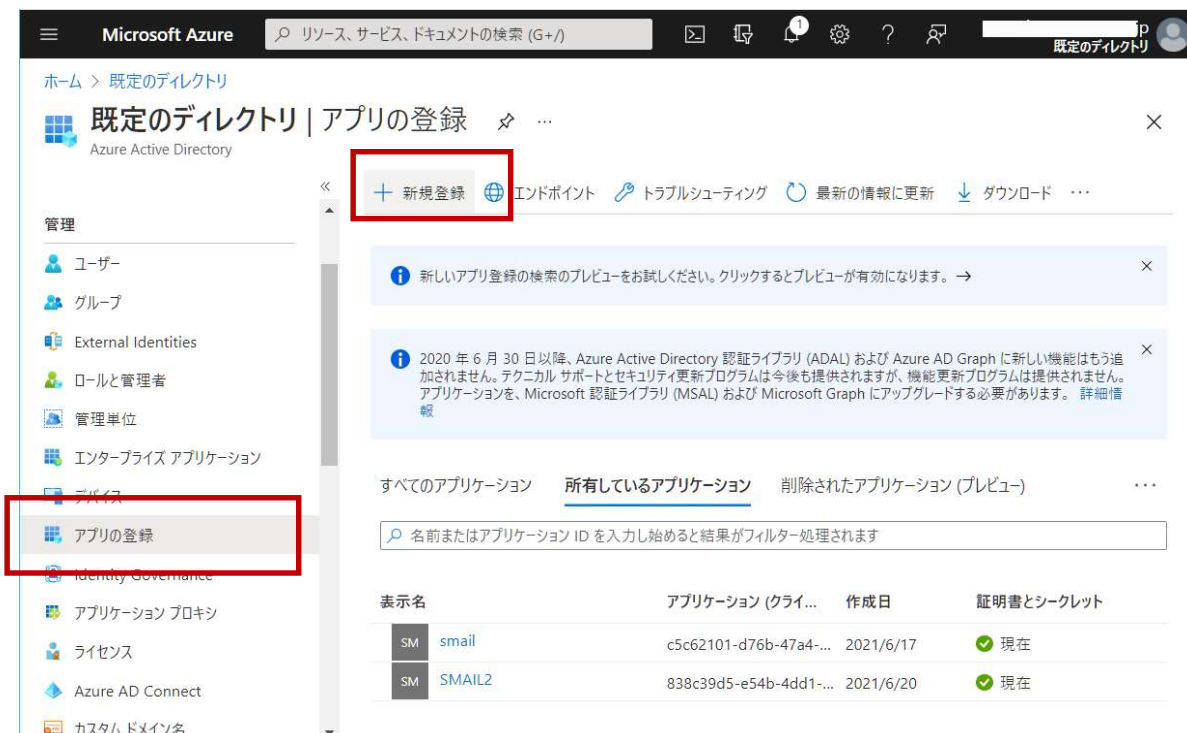 Microsoft Azure
リソース、サービス、ドキュメントの検索 (G+/)
1
jp
既定のディレクトリ
ホーム > 既定のディレクトリ
既定のディレクトリ | アプリの登録
Azure Active Directory
+ 新規登録 エンドポイント トラブルシューティング 最新の情報に更新 ダウンロード
管理
ユーザー
グループ
External Identities
ロールと管理者
管理単位
エンタープライズ アプリケーション
デバイス
アプリの登録
Identity Governance
アプリケーション プロキシ
ライセンス
Azure AD Connect
カスタム ドメイン名
新しいアプリ登録の検索のプレビューをお試しください。クリックするとプレビューが有効になります。 →
2020 年 6 月 30 日以降、Azure Active Directory 認証ライブラリ (ADAL) および Azure AD Graph に新しい機能はもう追
加されません。テクニカル サポートとセキュリティ更新プログラムは今後も提供されますが、機能更新プログラムは提供されません。
アプリケーションを、Microsoft 認証ライブラリ (MSAL) および Microsoft Graph にアップグレードする必要があります。 詳細情
報
すべてのアプリケーション 所有しているアプリケーション 削除されたアプリケーション (プレビュー)
名前またはアプリケーション ID を入力し始めると結果がフィルター処理されます
表示名 アプリケーション (クライ... 作成日 証明書とシークレット
SM smail c5c62101-d76b-47a4-... 2021/6/17 現在
SM SMAIL2 838c39d5-e54b-4dd1-... 2021/6/20 現在